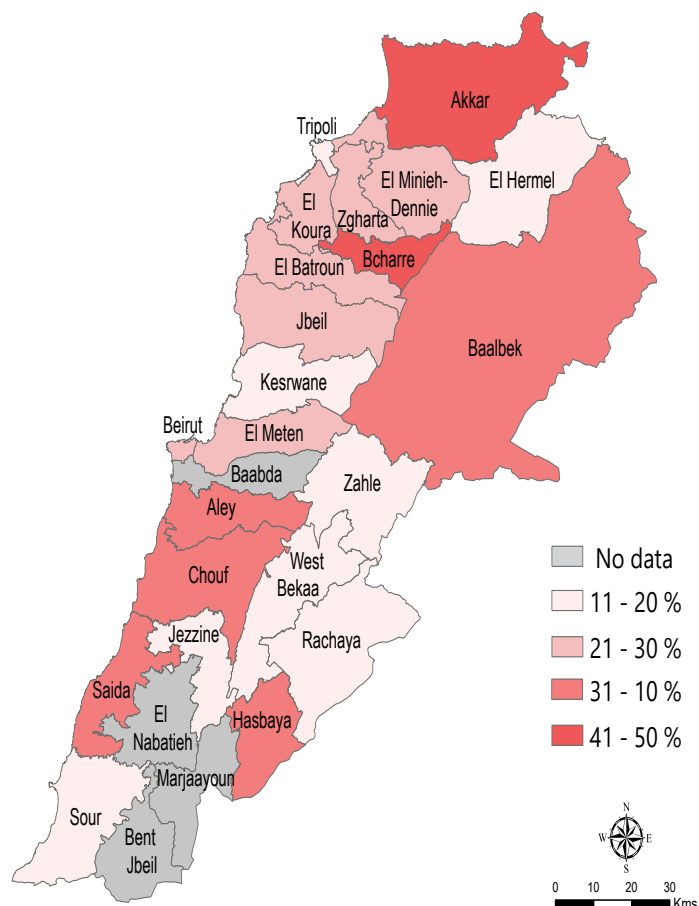 Akkar
Tripoli
El Hermel
El Minieh-
Dennie
El
Koura
Zgharta
Bcharre
El Batroun
Jbeil
Baalbek
Kesrwane
Beirut
El Meten
Baabda
Zahle
Aley
West
Bekaa
Chouf
Jezzine
Rachaya
Saida
El
Nabatieh
Hasbaya
Marjaayoun
Sour
Bent
Jbeil
No data
11 - 20 %
21 - 30 %
31 - 10 %
41 - 50 %
N
W E
S
0 10 20 30
Kms